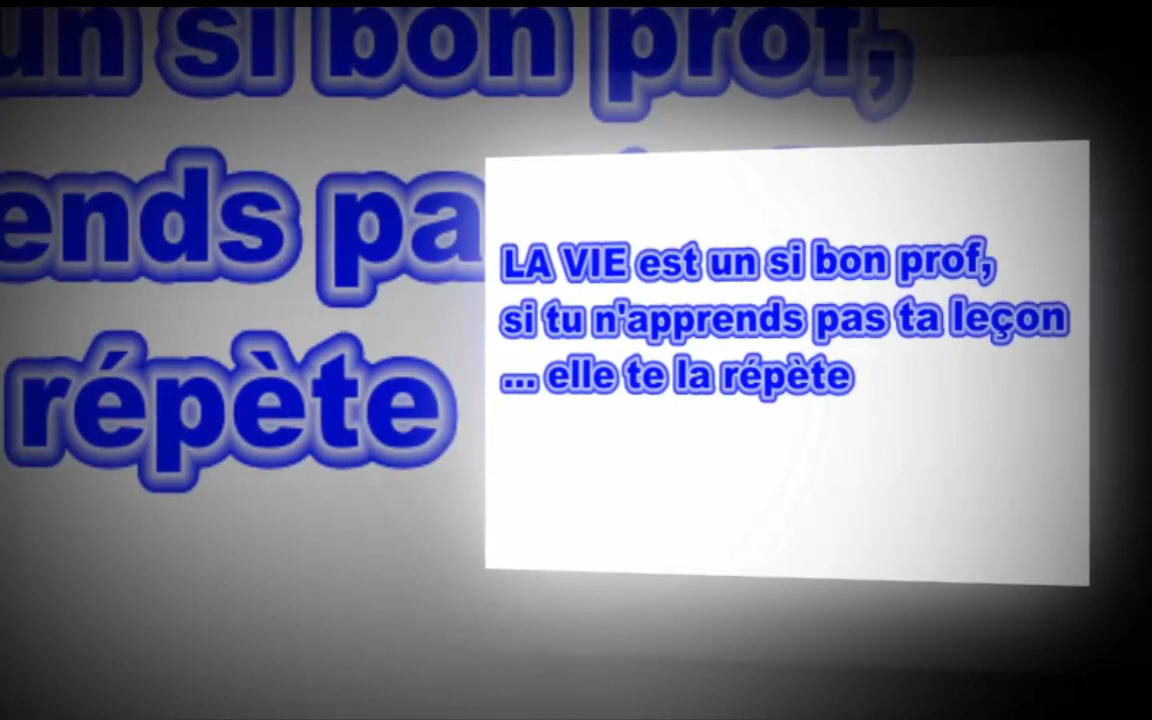 un si bon prof,
ends pa
répète
LA VIE est un si bon prof,
si tu n'apprends pas ta leçon
... elle te la répète